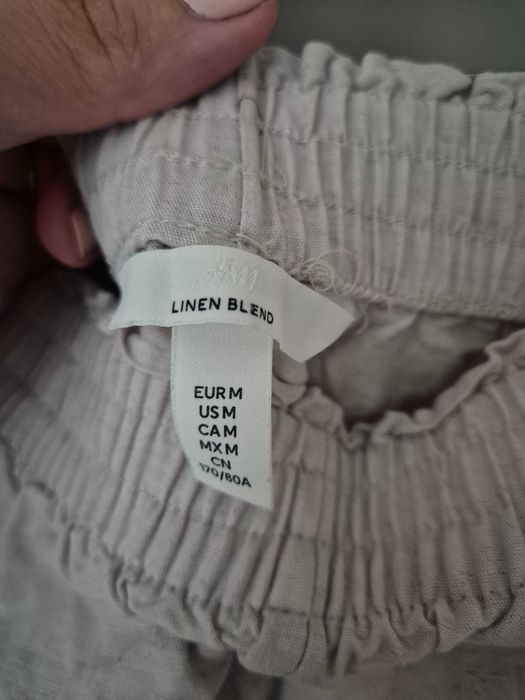 H&M
LINEN BLEND
EUR M
US M
CA M
MX M
CN
170/80A